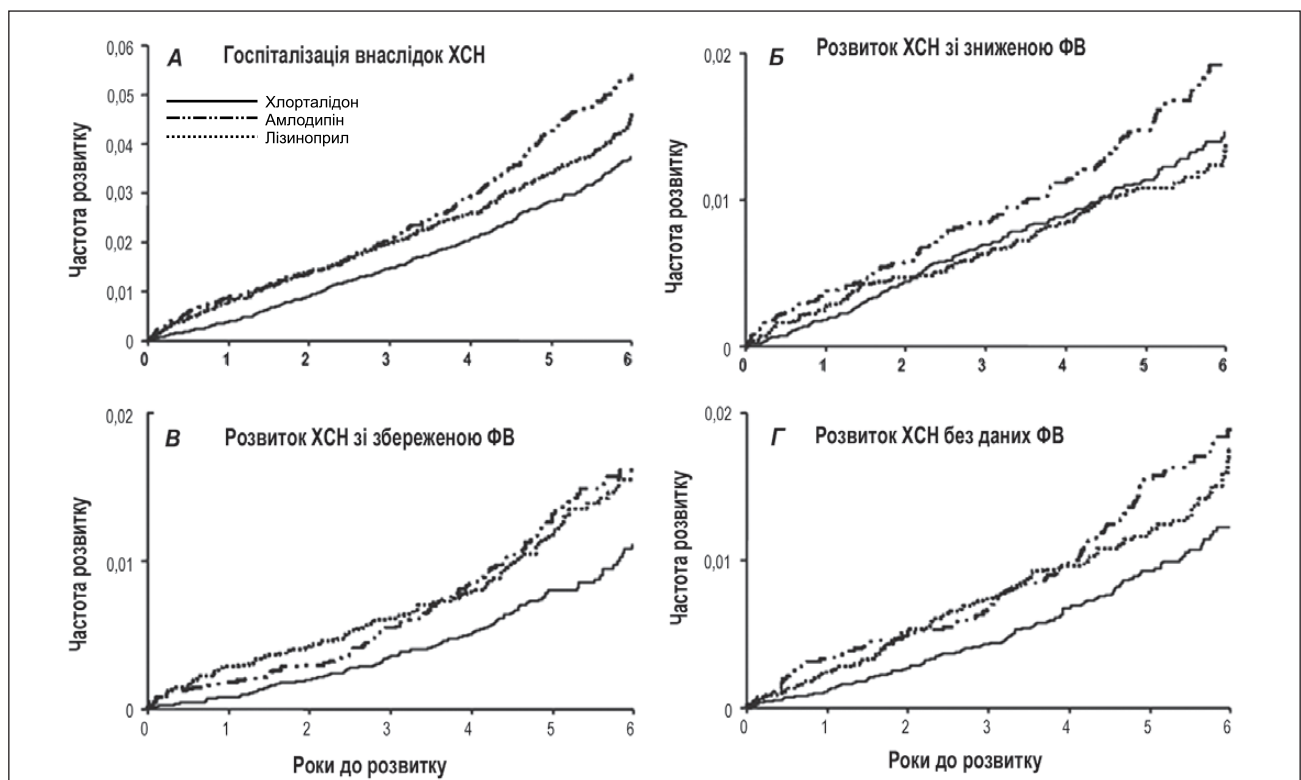 А Госпіталізація внаслідок ХСН
0,06
0,05
0,04
0,03
0,02
0,01
0
Частота розвитку
Хлорталідон
Амлодипін
Лізиноприл
0 1 2 3 4 5 6
Б Розвиток ХСН зі зниженою ФВ
0,02
0,01
0
Частота розвитку
0 1 2 3 4 5 6
В Розвиток ХСН зі збереженою ФВ
0,02
0,01
0
Частота розвитку
0 1 2 3 4 5 6
Роки до розвитку
Г Розвиток ХСН без даних ФВ
0,02
0,01
0
Частота розвитку
0 1 2 3 4 5 6
Роки до розвитку